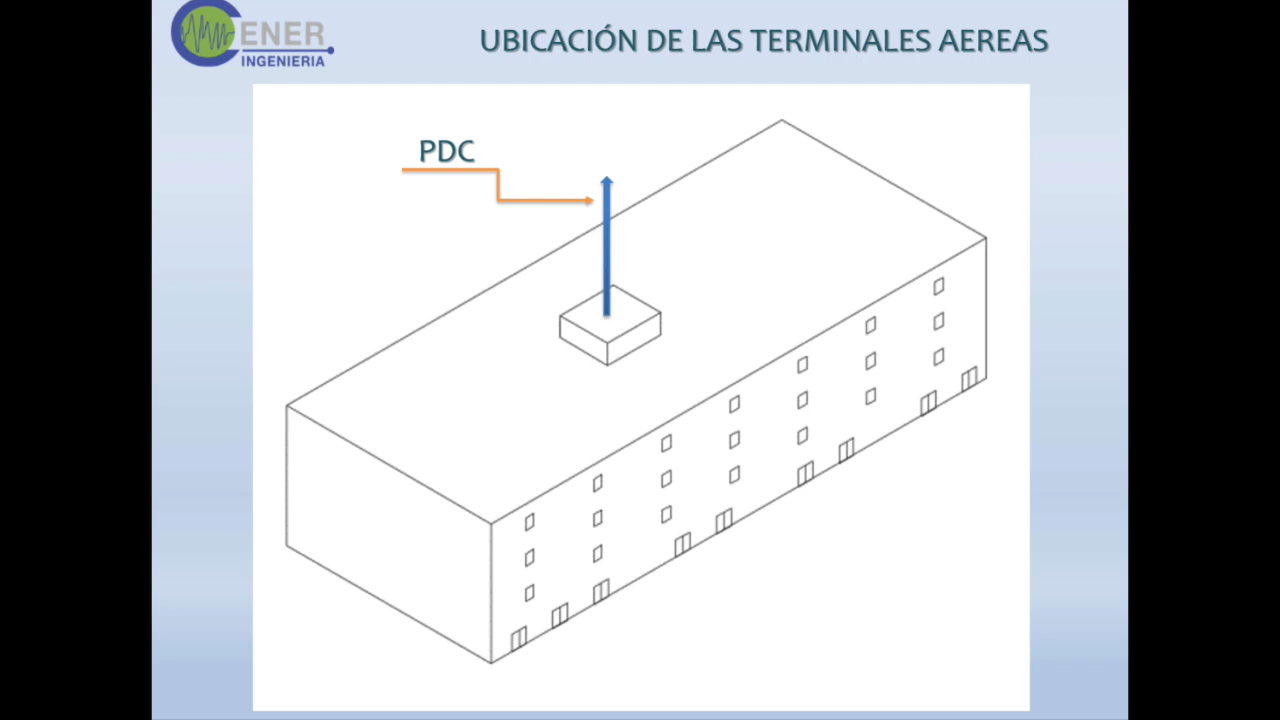 ENER
INGENIERIA
UBICACIÓN DE LAS TERMINALES AEREAS
PDC